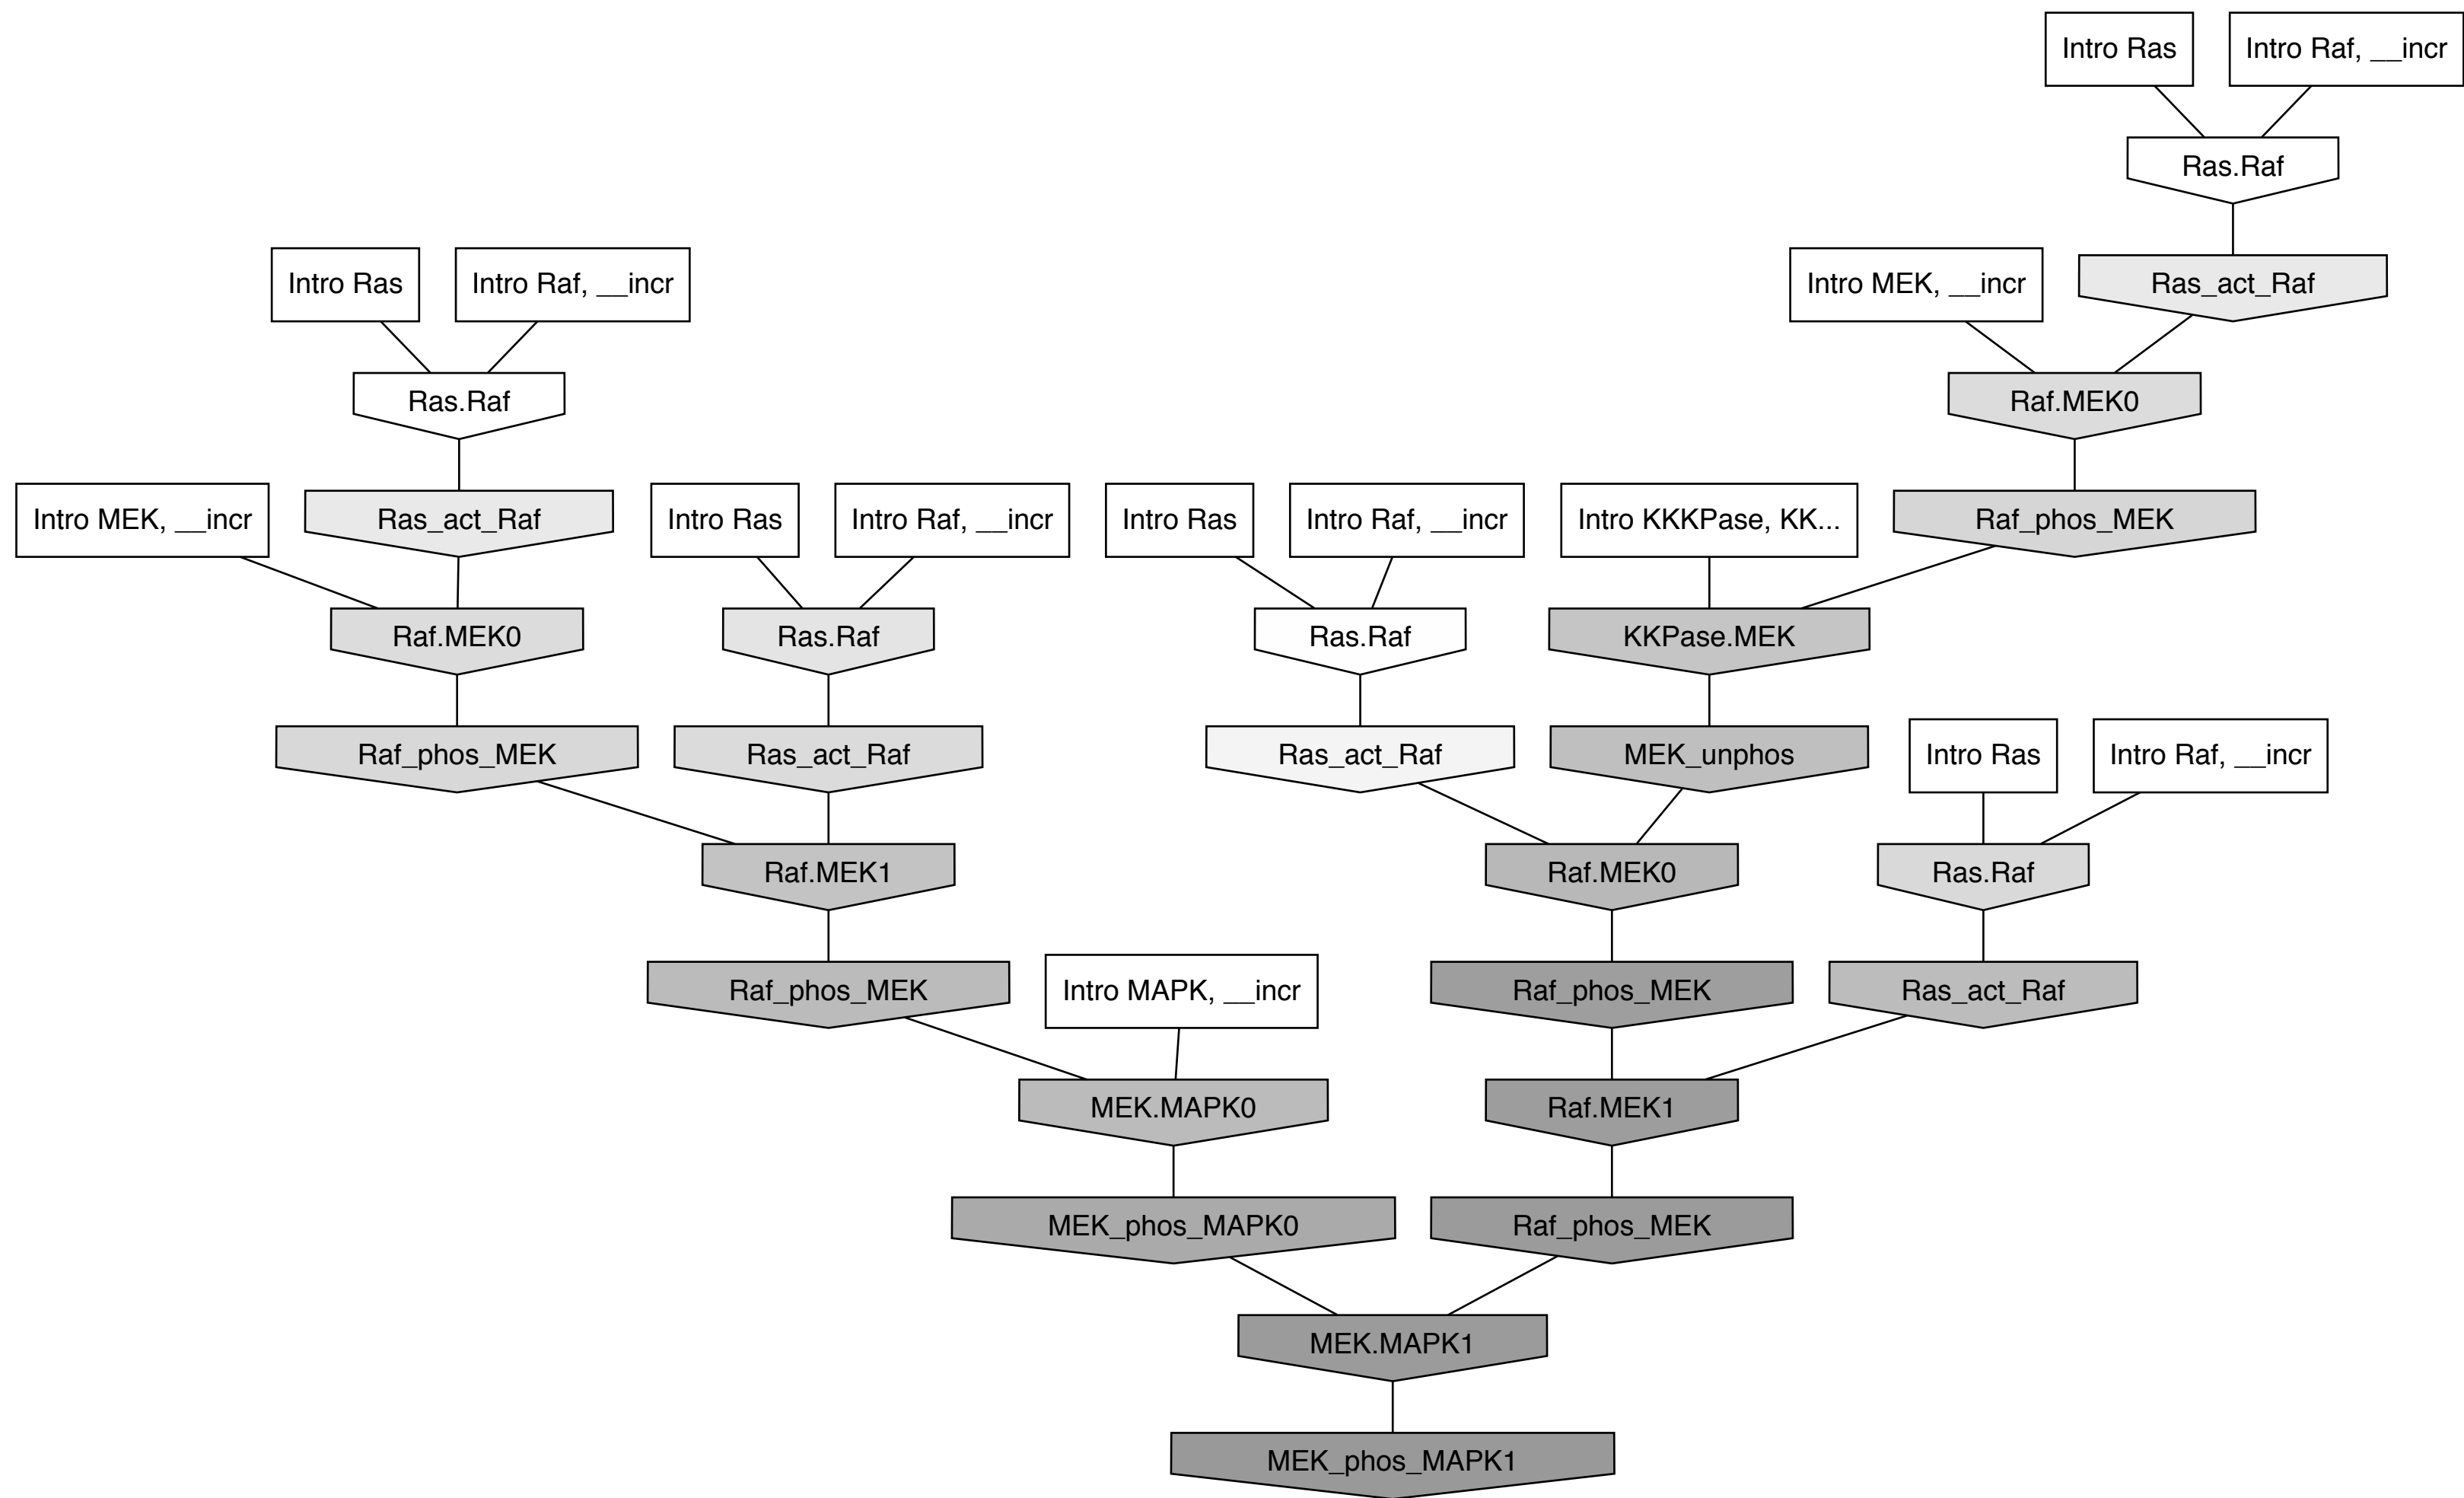 Intro Ras
Intro Raf, __incr
Ras.Raf
Intro Ras
Intro Raf, __incr
Intro MEK, __incr
Ras_act_Raf
Ras.Raf
Raf.MEK0
Intro MEK, __incr
Ras_act_Raf
Intro Ras
Intro Raf, __incr
Intro Ras
Intro Raf, __incr
Intro KKKPase, KK...
Raf_phos_MEK
Raf.MEK0
Ras.Raf
Ras.Raf
KKPase.MEK
Raf_phos_MEK
Ras_act_Raf
Ras_act_Raf
MEK_unphos
Intro Ras
Intro Raf, __incr
Raf.MEK1
Raf.MEK0
Ras.Raf
Raf_phos_MEK
Intro MAPK, __incr
Raf_phos_MEK
Ras_act_Raf
MEK.MAPK0
Raf.MEK1
MEK_phos_MAPK0
Raf_phos_MEK
MEK.MAPK1
MEK_phos_MAPK1